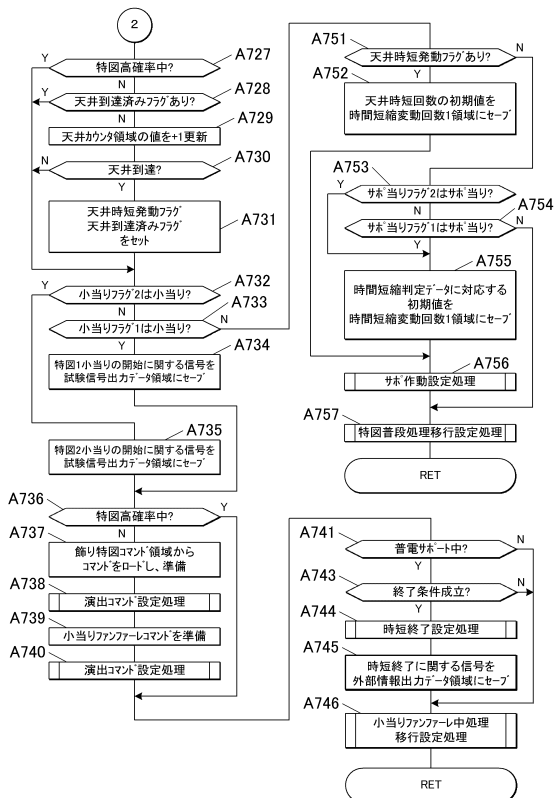 2
A727
特図高確率中?
Y
N
A728
天井到達済みフラグあり?
Y
N
A729
天井カウンタ領域の値を+1更新
A730
天井到達?
N
Y
A731
天井時短発動フラグ
天井到達済みフラグ
をセット
A732
小当りフラグ2は小当り?
Y
N
A733
小当りフラグ1は小当り?
N
Y
A734
特図1小当りの開始に関する信号を
試験信号出力データ領域にセーブ
A735
特図2小当りの開始に関する信号を
試験信号出力データ領域にセーブ
A736
特図高確率中?
Y
N
A737
飾り特図コマンド領域から
コマンドをロードし、準備
A738
演出コマンド設定処理
A739
小当りファンファーレコマンドを準備
A740
演出コマンド設定処理
A751
天井時短発動フラグあり?
N
Y
A752
天井時短回数の初期値を
時間短縮変動回数1領域にセーブ
A753
サポ当りフラグ2はサポ当り?
Y
N
A754
サポ当りフラグ1はサポ当り?
N
Y
A755
時間短縮判定データに対応する
初期値を
時間短縮変動回数1領域にセーブ
A756
サポ作動設定処理
A757
特図普段処理移行設定処理
RET
A741
普電サポート中?
N
Y
A743
終了条件成立?
N
Y
A744
時短終了設定処理
A745
時短終了に関する信号を
外部情報出力データ領域にセーブ
A746
小当りファンファーレ中処理
移行設定処理
RET